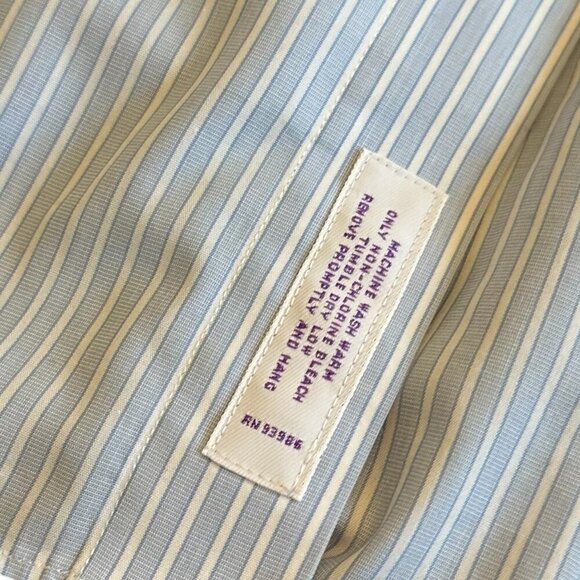 MACHINE WASH WARM
ONLY NON-CHLORINE BLEACH
TUMBLE DRY LOW
REMOVE PROMPTLY AND HANG
RN 93986